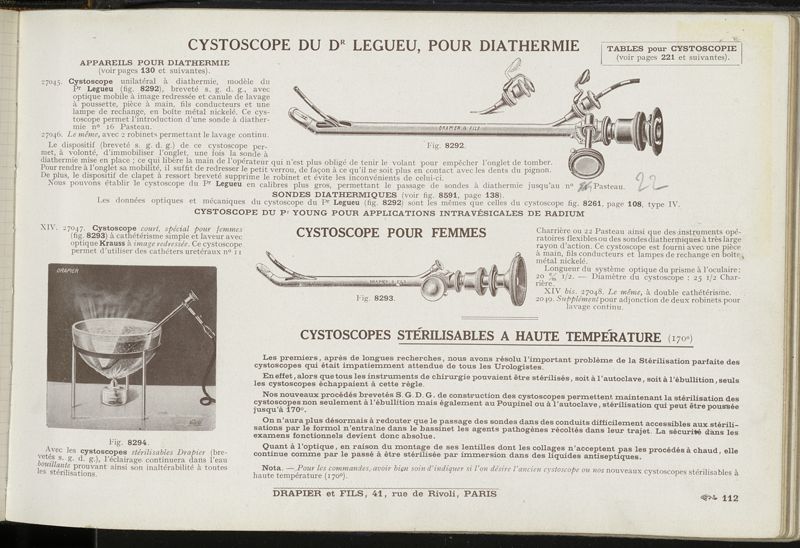 CYSTOSCOPE DU Dʀ LEGUEU, POUR DIATHERMIE
TABLES pour CYSTOSCOPIE
(voir pages 221 et suivantes).
APPAREILS POUR DIATHERMIE
(voir pages 130 et suivantes).
27045. Cystoscope unilatéral à diathermie, modèle du
Pr Legueu (fig. 8292), breveté s. g. d. g., avec
optique mobile à image redressée et canule de lavage
à poussette, pièce à main, fils conducteurs et une
lampe de rechange, en boîte métal nickelé. Ce cys-
toscope permet l'introduction d'une sonde à diather-
mie nº 16 Pasteau.
27046. Le même, avec 2 robinets permettant le lavage continu.
DRAPIER & FILS
Fig. 8292.
Le dispositif (breveté s. g. d. g.) de ce cystoscope per-
met, à volonté, d'immobiliser l'onglet, une fois la sonde à
diathermie mise en place ; ce qui libère la main de l'opérateur qui n'est plus obligé de tenir le volant pour empêcher l'onglet de tomber.
Pour rendre à l'onglet sa mobilité, il suffit de redresser le petit verrou, de façon à ce qu'il ne soit plus en contact avec les dents du pignon.
De plus, le dispositif de clapet à ressort breveté supprime le robinet et évite les inconvénients de celui-ci.
Nous pouvons établir le cystoscope du Pr Legueu en calibres plus gros, permettant le passage de sondes à diathermie jusqu'au nº Pasteau. 22
SONDES DIATHERMIQUES (voir fig. 8591, page 138).
Les données optiques et mécaniques du cystoscope du Pr Legueu (fig. 8292) sont les mêmes que celles du cystoscope fig. 8261, page 108, type IV.
CYSTOSCOPE DU Pr YOUNG POUR APPLICATIONS INTRAVÉSICALES DE RADIUM
XIV. 27047. Cystoscope court, spécial pour femmes
(fig. 8293) à cathétérisme simple et laveur avec
optique Krauss à image redressée. Ce cystoscope
permet d'utiliser des cathéters urétéraux nº 11
CYSTOSCOPE POUR FEMMES
DRAPIER & FILS
Fig. 8293.
Charrière ou 22 Pasteau ainsi que des instruments opé-
ratoires flexibles ou des sondes diathermiques à très large
rayon d'action. Ce cystoscope est fourni avec une pièce
à main, fils conducteurs et lampes de rechange en boîte
métal nickelé.
Longueur du système optique du prisme à l'oculaire :
20 c/m 1/2. — Diamètre du cystoscope : 25 1/2 Char-
rière.
XIV bis. 27048. Le même, à double cathétérisme.
2049. Supplément pour adjonction de deux robinets pour
lavage continu.
DRAPIER
Fig. 8294.
Avec les cystoscopes stérilisables Drapier (bre-
vetés s. g. d. g.), l'éclairage continuera dans l'eau
bouillante prouvant ainsi son inaltérabilité à toutes
les stérilisations.
CYSTOSCOPES STÉRILISABLES A HAUTE TEMPÉRATURE (170º)
Les premiers, après de longues recherches, nous avons résolu l'important problème de la Stérilisation parfaite des
cystoscopes qui était impatiemment attendue de tous les Urologistes.
En effet, alors que tous les instruments de chirurgie pouvaient être stérilisés, soit à l'autoclave, soit à l'ébullition, seuls
les cystoscopes échappaient à cette règle.
Nos nouveaux procédés brevetés S. G. D. G. de construction des cystoscopes permettent maintenant la stérilisation des
cystoscopes non seulement à l'ébullition mais également au Poupinel ou à l'autoclave, stérilisation qui peut être poussée
jusqu'à 170º.
On n'aura plus désormais à redouter que le passage des sondes dans des conduits difficilement accessibles aux stérili-
sations par le formol n'entraine dans le bassinet les agents pathogènes récoltés dans leur trajet. La sécurité dans les
examens fonctionnels devient donc absolue.
Quant à l'optique, en raison du montage de ses lentilles dont les collages n'acceptent pas les procédés à chaud, elle
continue comme par le passé à être stérilisée par immersion dans des liquides antiseptiques.
Nota. — Pour les commandes, avoir bien soin d'indiquer si l'on désire l'ancien cystoscope ou nos nouveaux cystoscopes stérilisables à
haute température (170º).
DRAPIER et FILS, 41, rue de Rivoli, PARIS
112